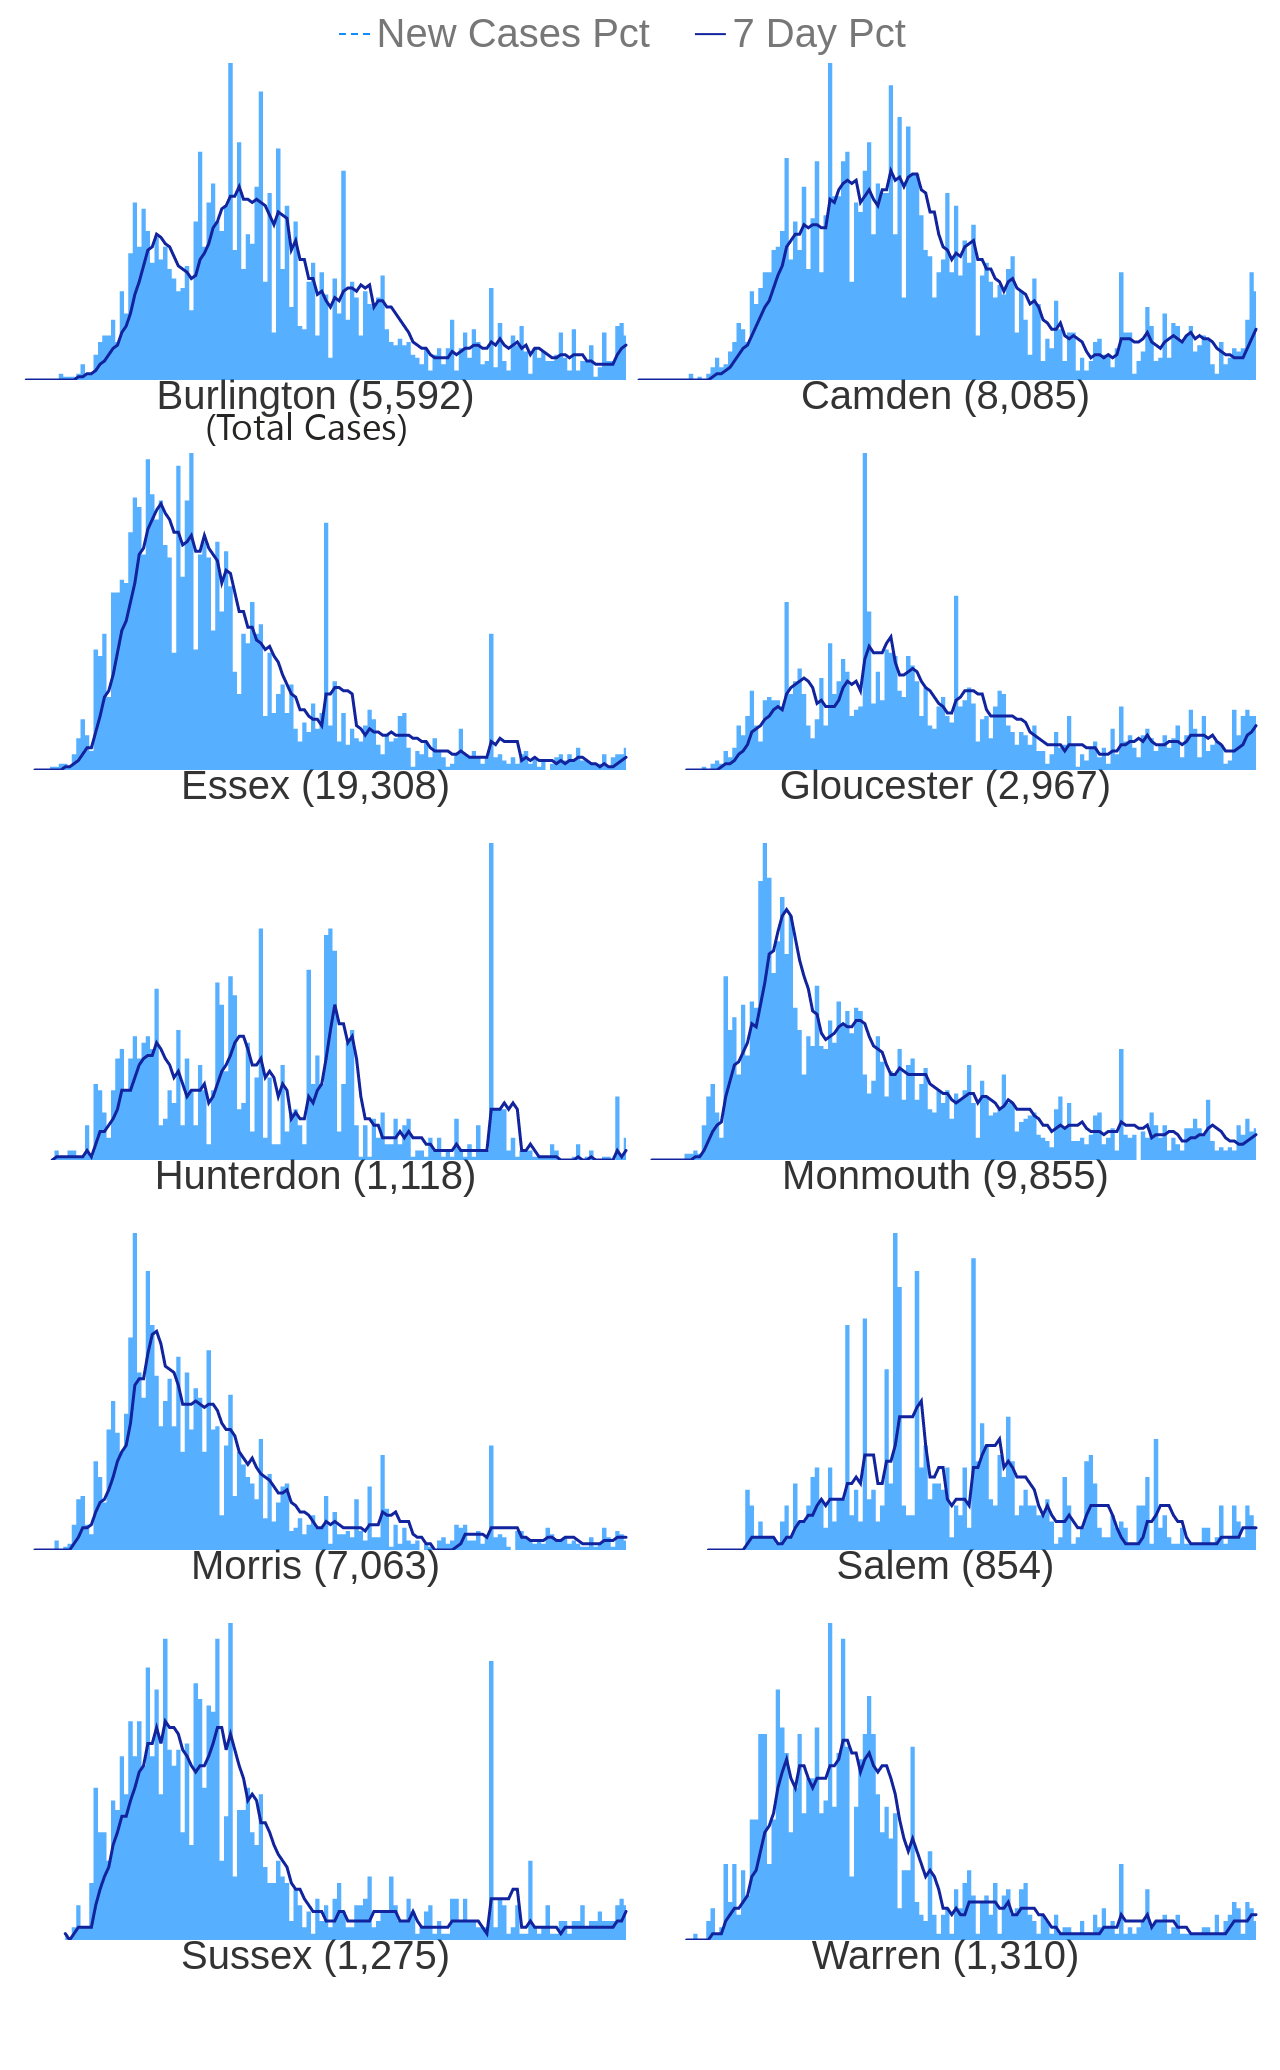 New Cases Pct 7 Day Pct
Burlington (5,592) Camden (8,085)
(Total Cases)
Essex (19,308) Gloucester (2,967)
Hunterdon (1,118) Monmouth (9,855)
Morris (7,063) Salem (854)
Sussex (1,275) Warren (1,310)